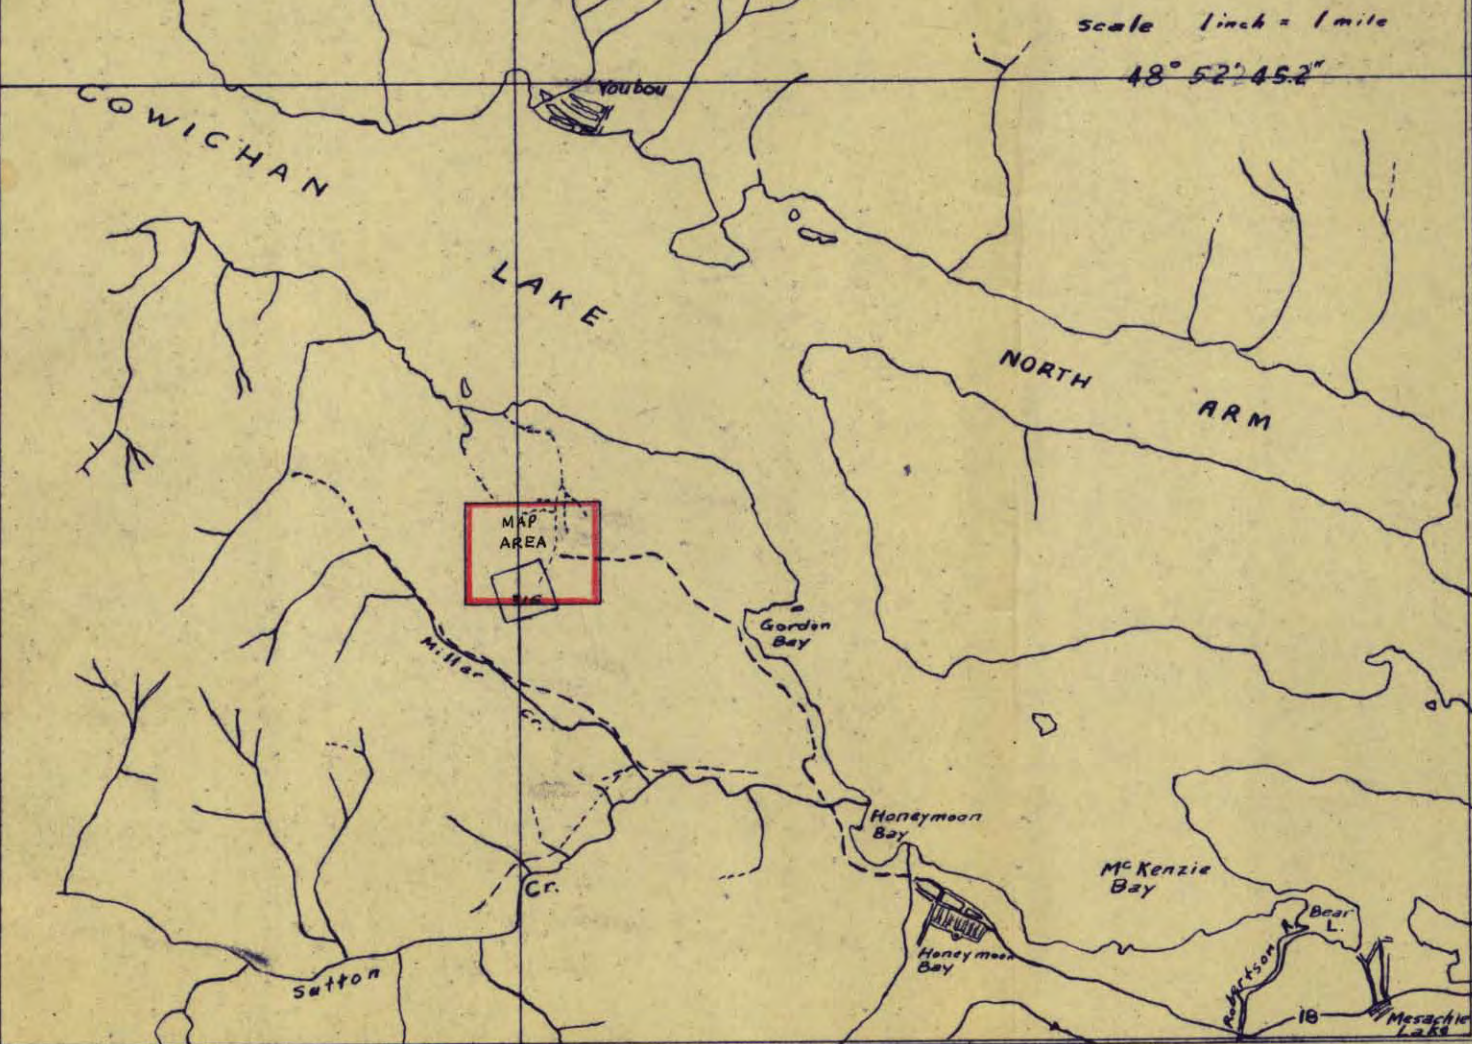 scale 1 inch = 1 mile
48° 52' 45.2"
Youbou
COWICHAN
LAKE
NORTH ARM
MAP
AREA
Gordon
Bay
Millar
Cr.
Honeymoon
Bay
McKenzie
Bay
Cr.
Bear
L.
Honeymoon
Bay
Sutton
Robertson
18
Mesachie
Lake